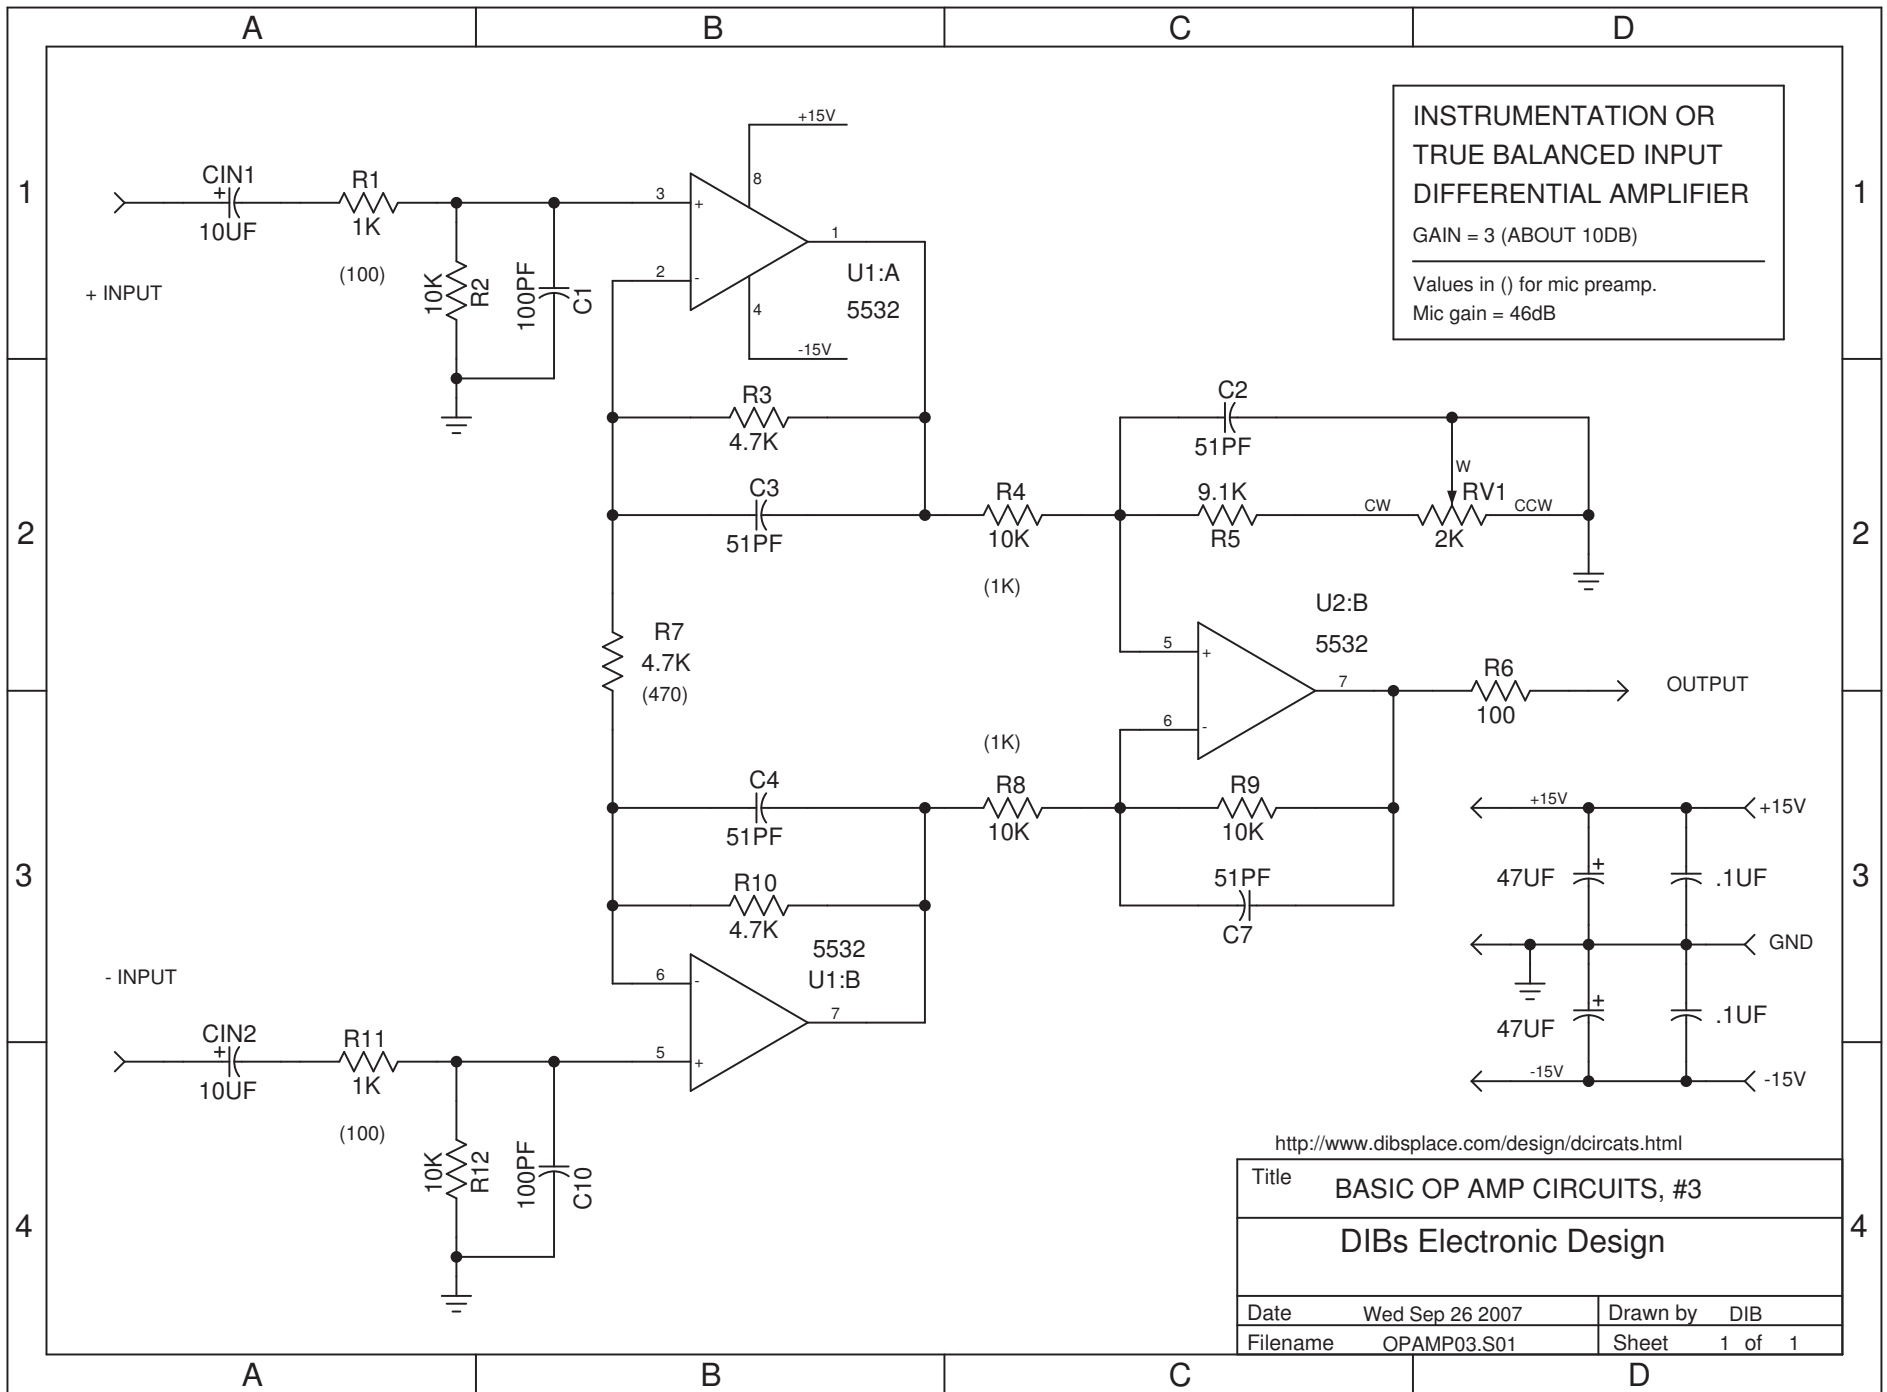 A
B
C
D
1
1
+15V
CIN1
+
10UF
R1
1K
(100)
+ INPUT
10K
R2
100PF
C1
3
+
8
2
-
4
1
U1:A
5532
-15V
INSTRUMENTATION OR
TRUE BALANCED INPUT
DIFFERENTIAL AMPLIFIER
GAIN = 3 (ABOUT 10DB)
Values in () for mic preamp.
Mic gain = 46dB
2
2
R3
4.7K
C3
51PF
R4
10K
(1K)
C2
51PF
9.1K
R5
CW
W
RV1
CCW
2K
R7
4.7K
(470)
U2:B
5532
5
+
6
-
7
R6
100
OUTPUT
(1K)
3
3
C4
51PF
R8
10K
R9
10K
51PF
C7
R10
4.7K
5532
U1:B
6
-
7
5
+
+15V
+15V
47UF
+
.1UF
GND
47UF
+
.1UF
-15V
-15V
- INPUT
CIN2
+
10UF
R11
1K
(100)
10K
R12
100PF
C10
4
4
http://www.dibsplace.com/design/dcircats.html
Title BASIC OP AMP CIRCUITS, #3
DIBs Electronic Design
Date Wed Sep 26 2007 Drawn by DIB
Filename OPAMP03.S01 Sheet 1 of 1
A
B
C
D